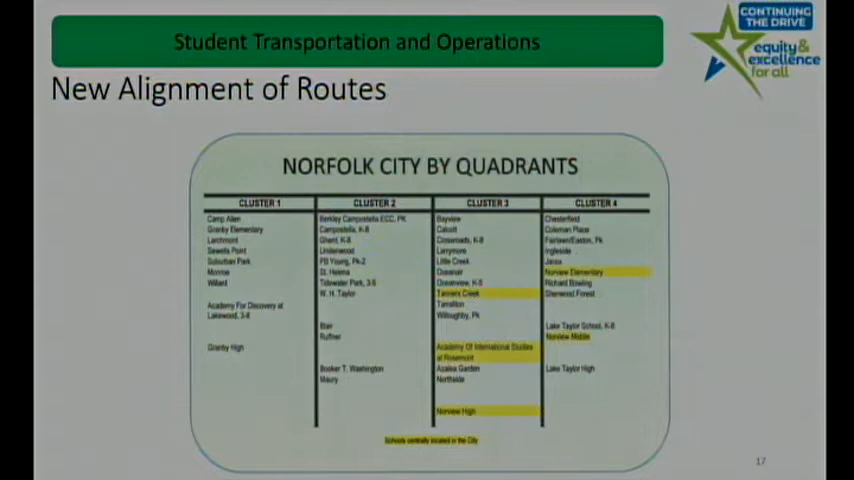 CONTINUING
THE DRIVE
equity&
excellence
for all
Student Transportation and Operations
New Alignment of Routes
NORFOLK CITY BY QUADRANTS
CLUSTER 1
Camp Allen
Granby Elementary
Larchmont
Sewells Point
Suburban Park
Monroe
Willard
Academy For Discovery at
Lakewood, 3-8
Granby High
CLUSTER 2
Berkley Campostella ECC, PK
Campostella, K-8
Ghent, K-8
Lindenwood
PB Young, Pk-2
St. Helena
Tidewater Park, 3-5
W. H. Taylor
Blair
Ruffner
Booker T. Washington
Maury
CLUSTER 3
Bayview
Calcott
Crossroads, K-8
Larrymore
Little Creek
Oceanair
Oceanview, K-5
Tanners Creek
Tarrallton
Willoughby, Pk
Academy Of International Studies
at Rosemont
Azalea Garden
Northside
Norview High
CLUSTER 4
Chesterfield
Coleman Place
Fairlawn/Easton, Pk
Ingleside
Jacox
Norview Elementary
Richard Bowling
Sherwood Forest
Lake Taylor School, K-8
Norview Middle
Lake Taylor High
Schools centrally located in the City
17